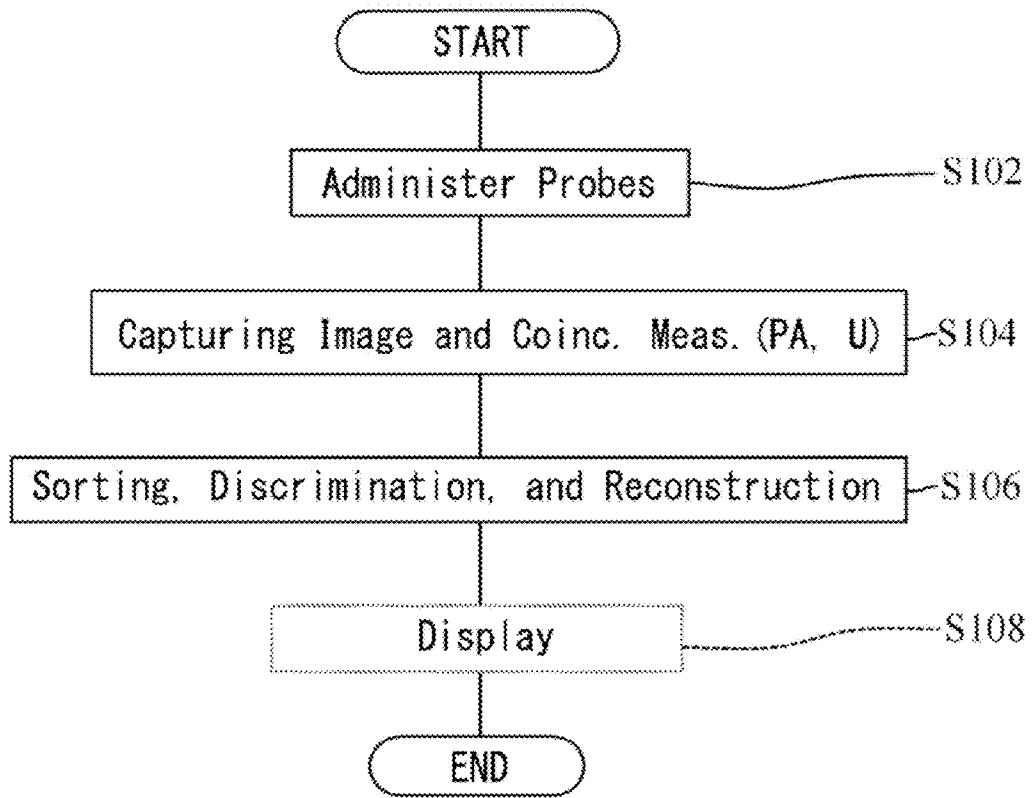 START
Administer Probes
S102
Capturing Image and Coinc. Meas. (PA, U)
S104
Sorting, Discrimination, and Reconstruction
S106
Display
S108
END